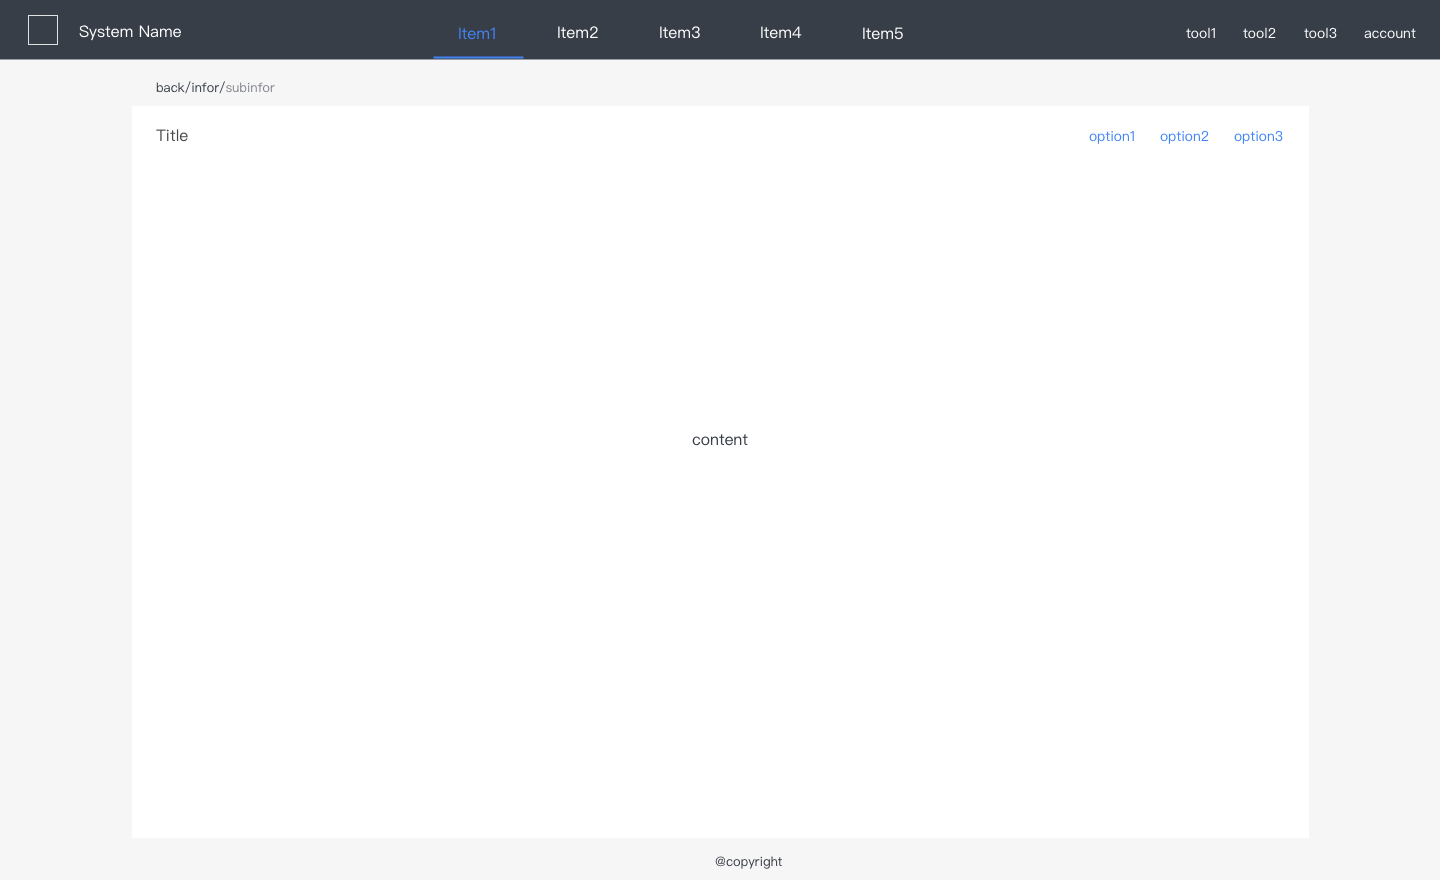 System Name Item1 Item2 Item3 Item4 Item5 tool1 tool2 tool3 account
back/infor/subinfor
Title option1 option2 option3
content
@copyright